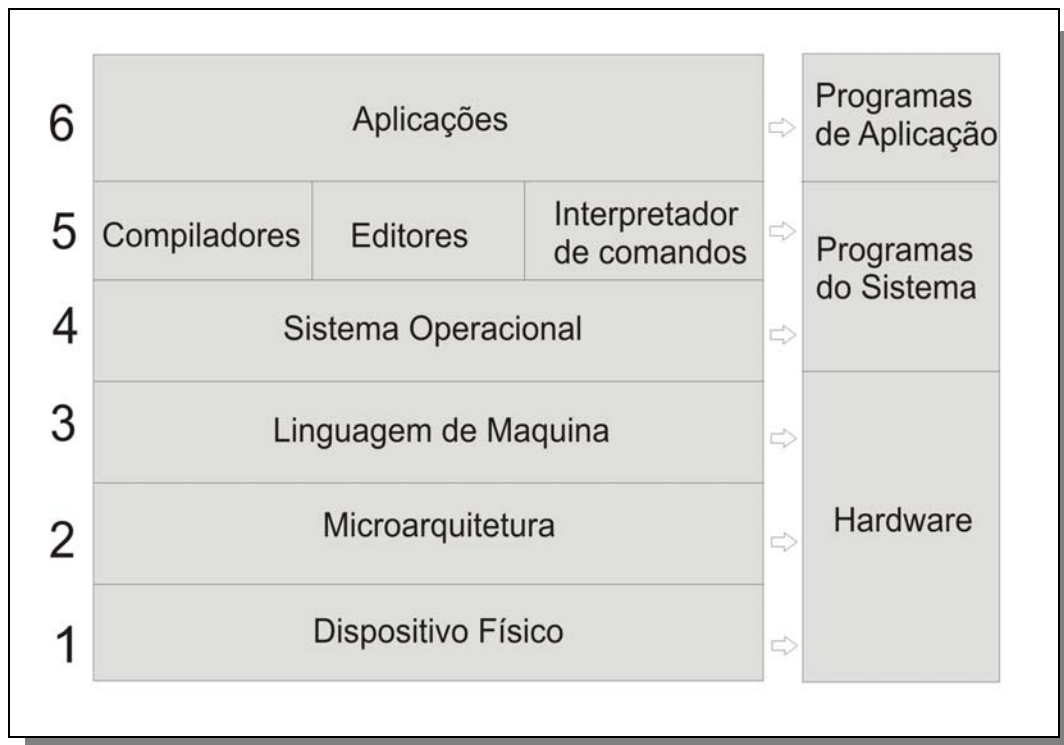 6
Aplicações
Programas
de Aplicação
5
Compiladores
Editores
Interpretador
de comandos
Programas
do Sistema
4
Sistema Operacional
3
Linguagem de Maquina
2
Microarquitetura
Hardware
1
Dispositivo Físico